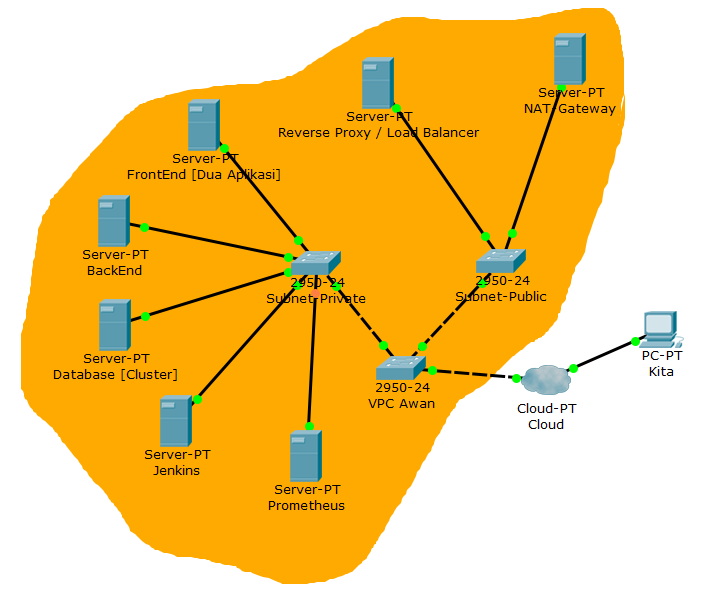 Server-PT
NAT-Gateway
Server-PT
Reverse Proxy / Load Balancer
Server-PT
FrontEnd [Dua Aplikasi]
Server-PT
BackEnd
2950-24
Subnet-Private
2950-24
Subnet-Public
Server-PT
Database [Cluster]
2950-24
VPC Awan
PC-PT
Kita
Cloud-PT
Cloud
Server-PT
Jenkins
Server-PT
Prometheus